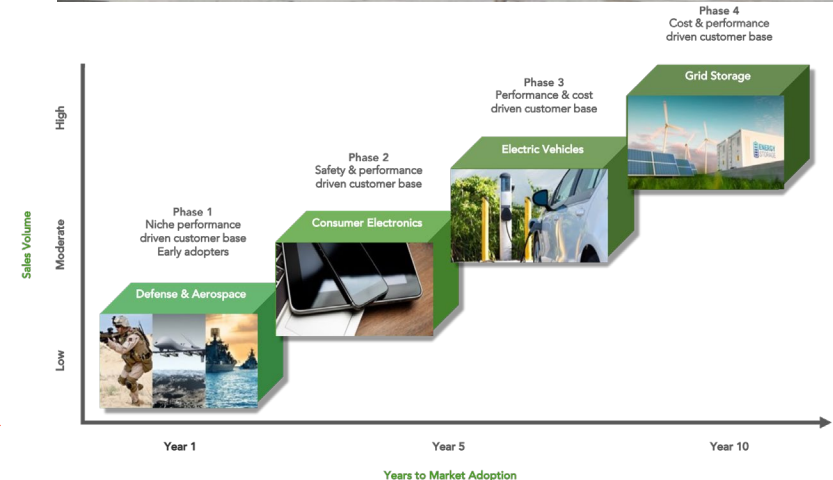 Phase 4
Cost & performance
driven customer base
Grid Storage
ENERGY
STORAGE
Phase 3
Performance & cost
driven customer base
Electric Vehicles
Phase 2
Safety & performance
driven customer base
Consumer Electronics
Phase 1
Niche performance
driven customer base
Early adopters
Defense & Aerospace
Sales Volume
High
Moderate
Low
Year 1
Year 5
Year 10
Years to Market Adoption